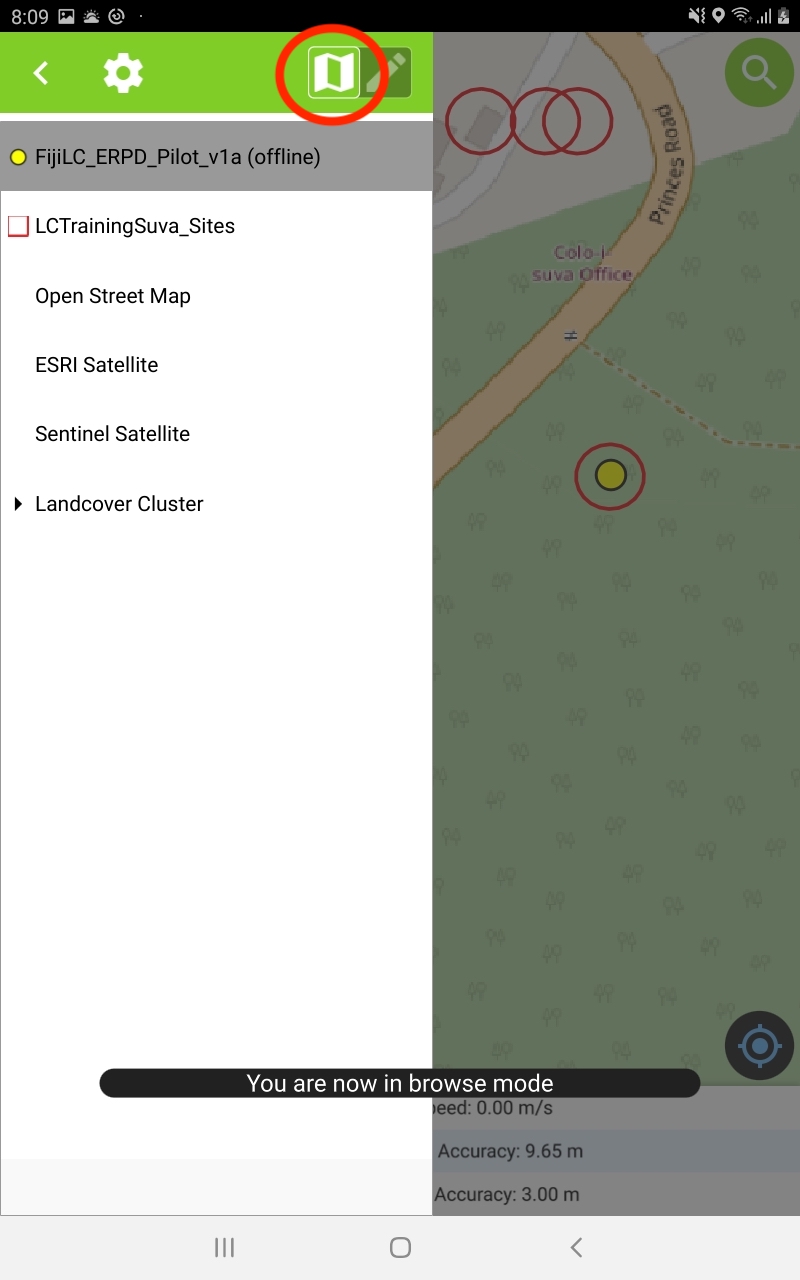 8:09
FijiLC_ERPD_Pilot_v1a (offline)
LCTrainingSuva_Sites
Open Street Map
ESRI Satellite
Sentinel Satellite
Landcover Cluster
Princes Road
Colo-i-
suva Office
You are now in browse mode
peed: 0.00 m/s
Accuracy: 9.65 m
Accuracy: 3.00 m